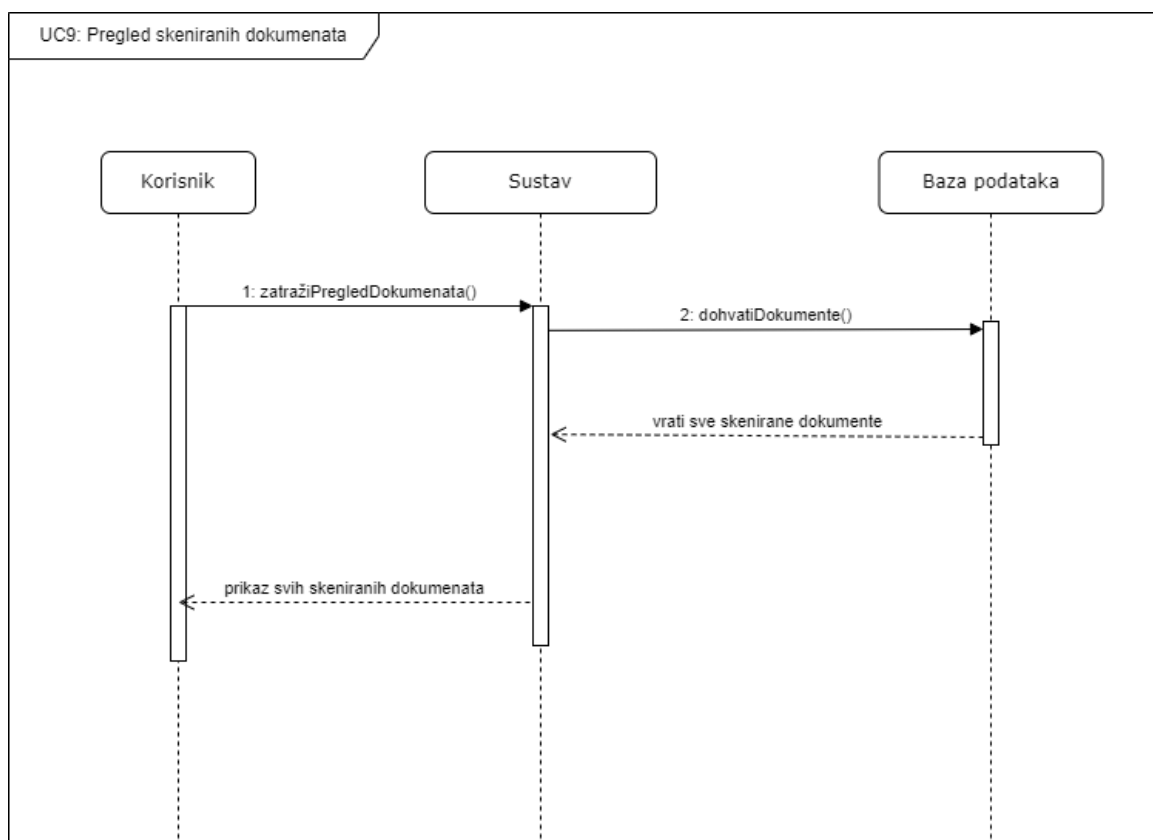 UC9: Pregled skeniranih dokumenata
Korisnik
Sustav
Baza podataka
1: zatražiPregledDokumenata()
2: dohvatiDokumente()
vrati sve skenirane dokumente
prikaz svih skeniranih dokumenata